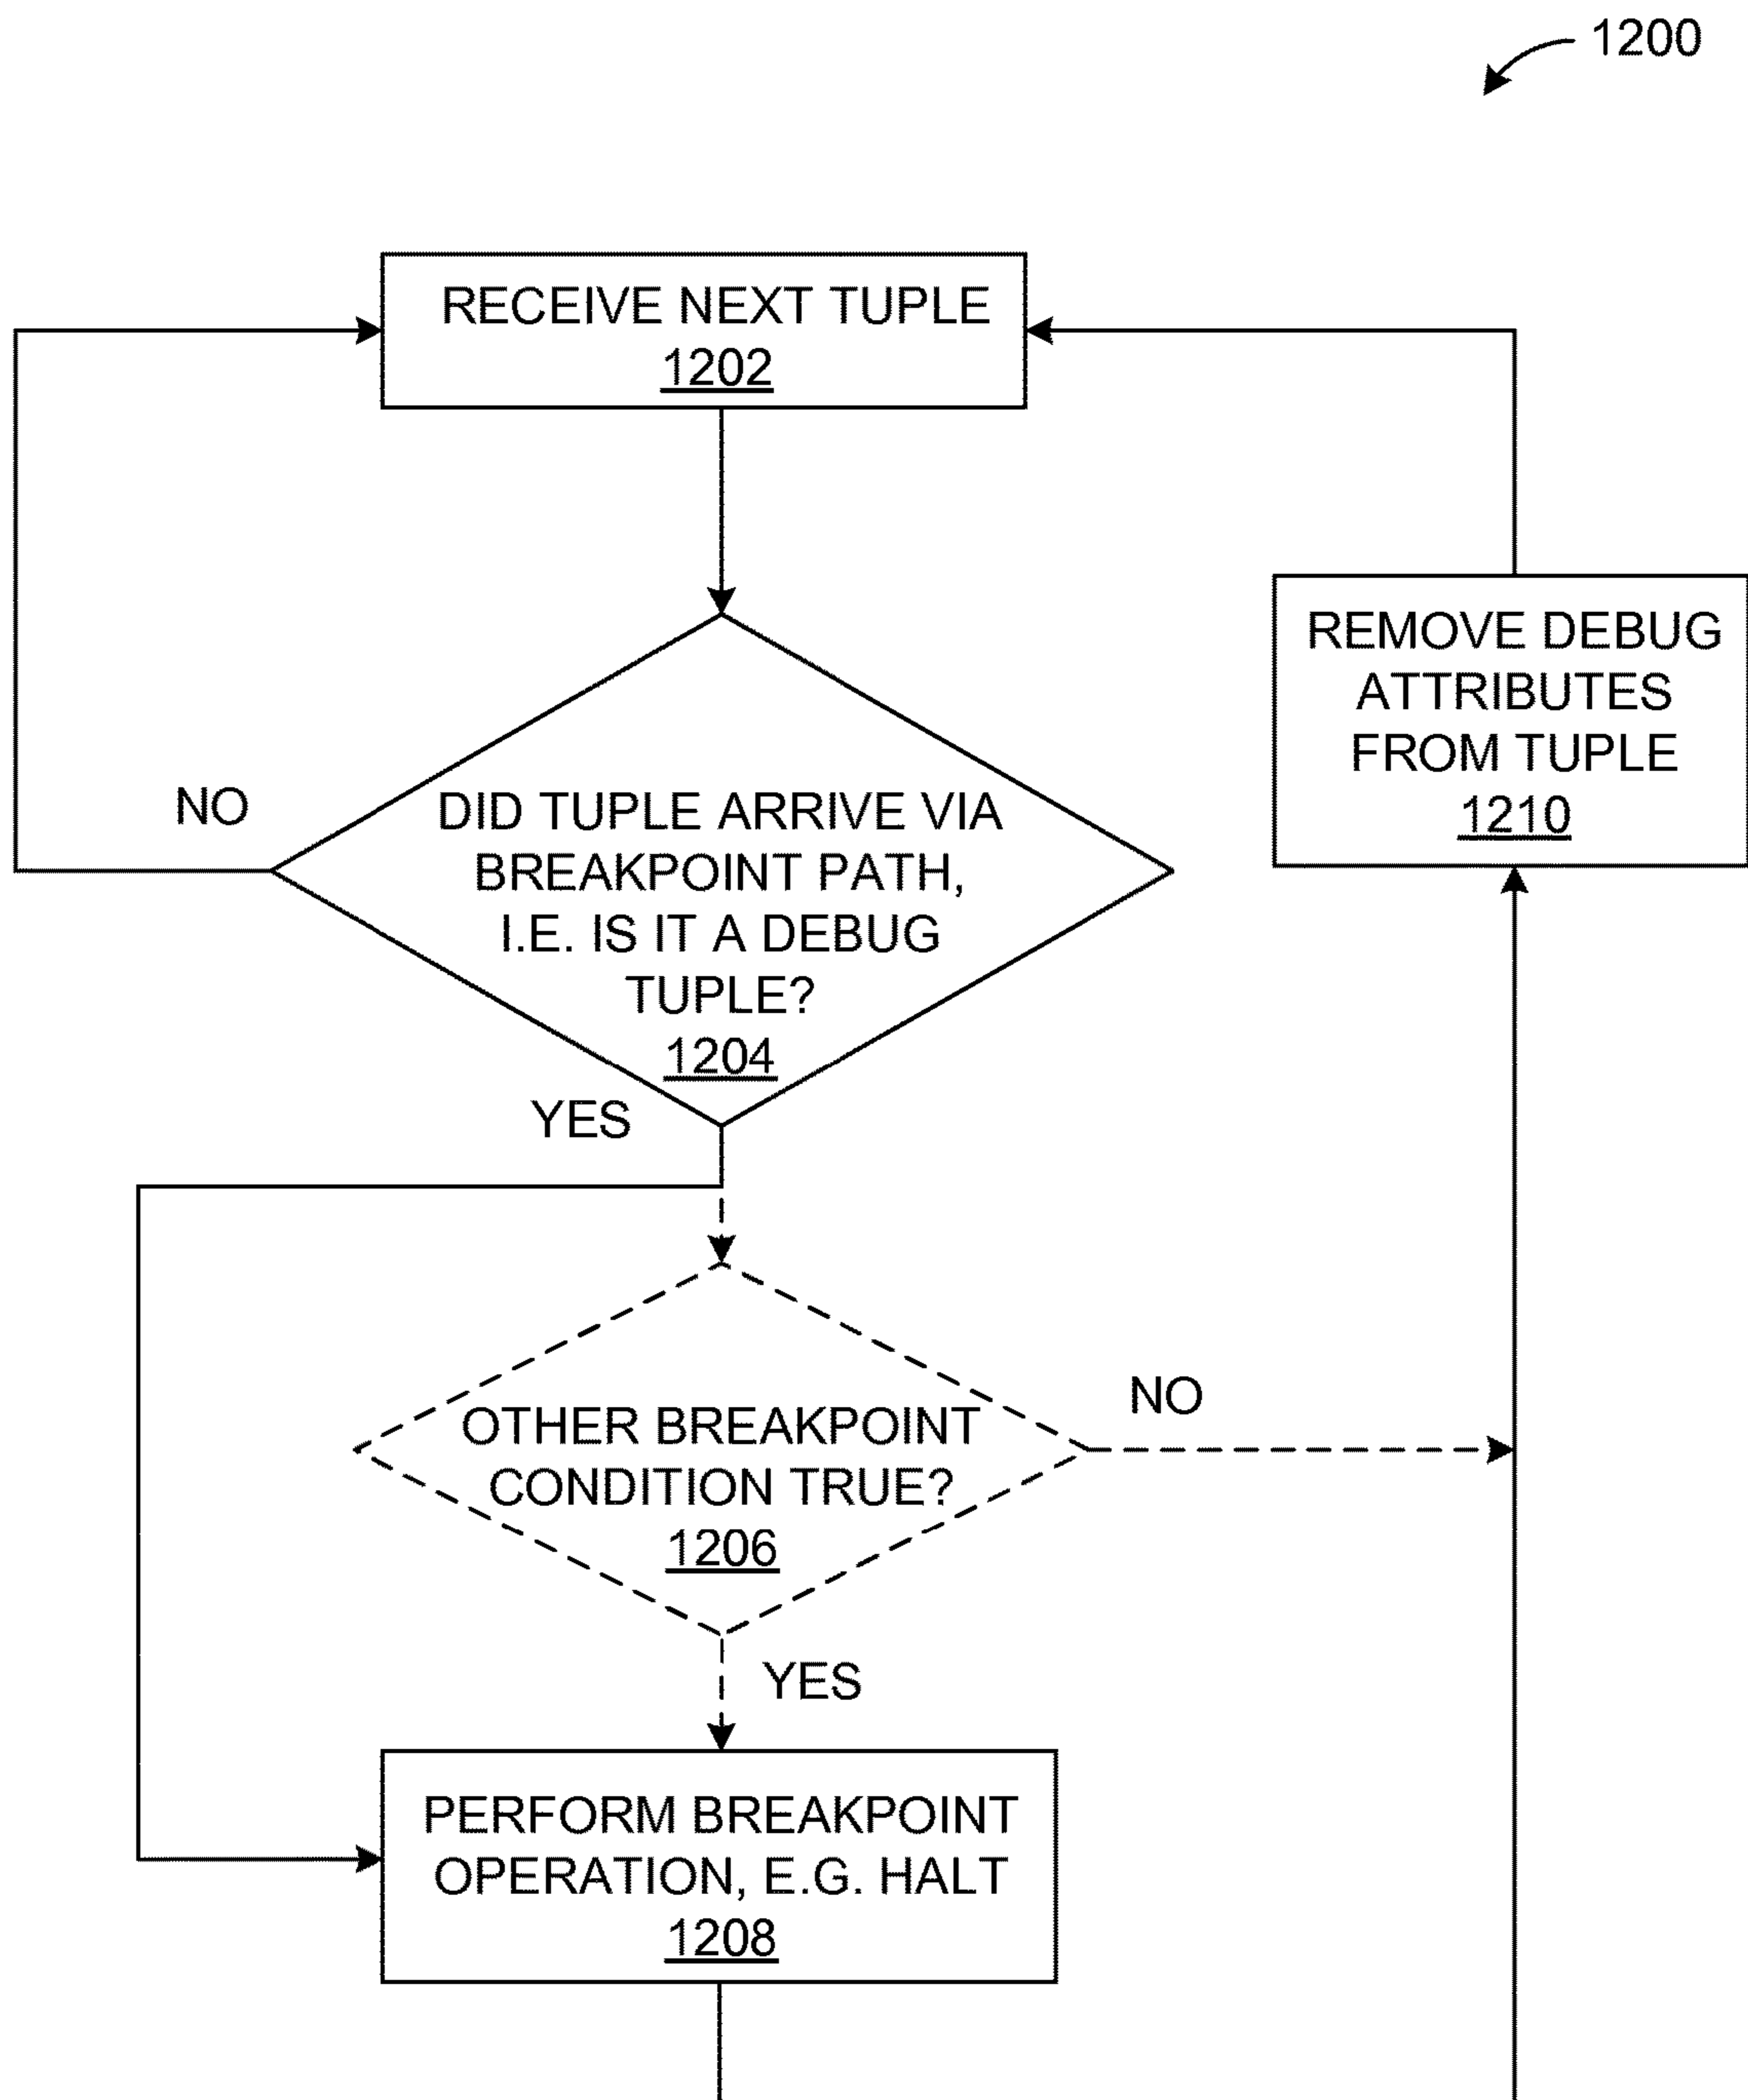 1200
RECEIVE NEXT TUPLE
1202
REMOVE DEBUG
ATTRIBUTES
FROM TUPLE
1210
NO
DID TUPLE ARRIVE VIA
BREAKPOINT PATH,
I.E. IS IT A DEBUG
TUPLE?
1204
YES
OTHER BREAKPOINT
CONDITION TRUE?
1206
NO
YES
PERFORM BREAKPOINT
OPERATION, E.G. HALT
1208